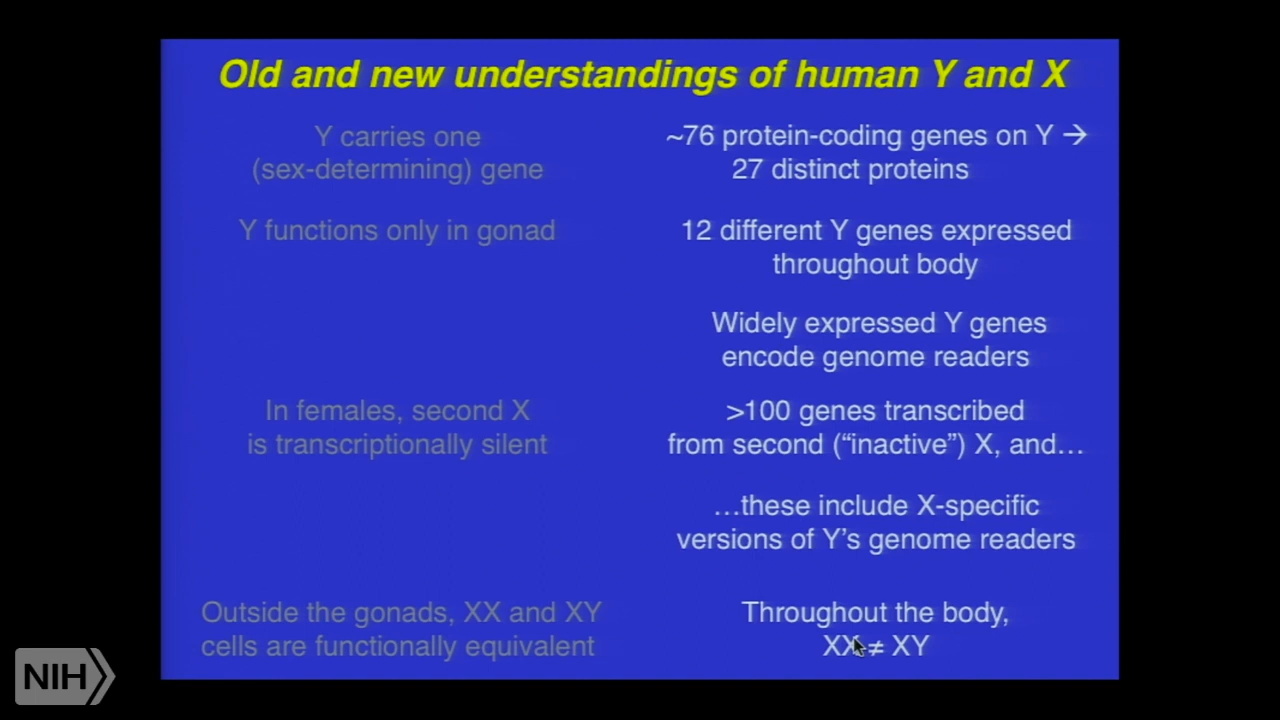 Old and new understandings of human Y and X
Y carries one
(sex-determining) gene
~76 protein-coding genes on Y →
27 distinct proteins
Y functions only in gonad
12 different Y genes expressed
throughout body
Widely expressed Y genes
encode genome readers
In females, second X
is transcriptionally silent
>100 genes transcribed
from second (“inactive”) X, and…
…these include X-specific
versions of Y’s genome readers
Outside the gonads, XX and XY
cells are functionally equivalent
Throughout the body,
XX ≠ XY
NIH